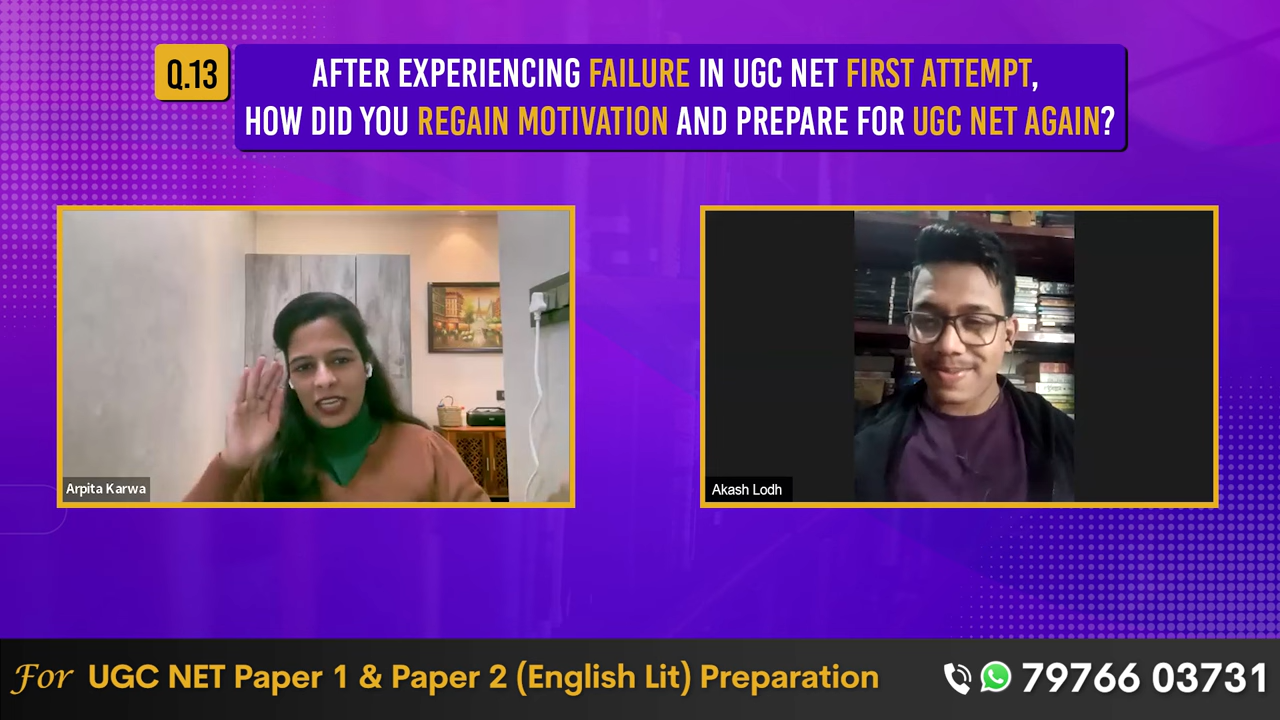 Q.13
AFTER EXPERIENCING FAILURE IN UGC NET FIRST ATTEMPT,
HOW DID YOU REGAIN MOTIVATION AND PREPARE FOR UGC NET AGAIN?
Arpita Karwa
Akash Lodh
For UGC NET Paper 1 & Paper 2 (English Lit) Preparation
79766 03731